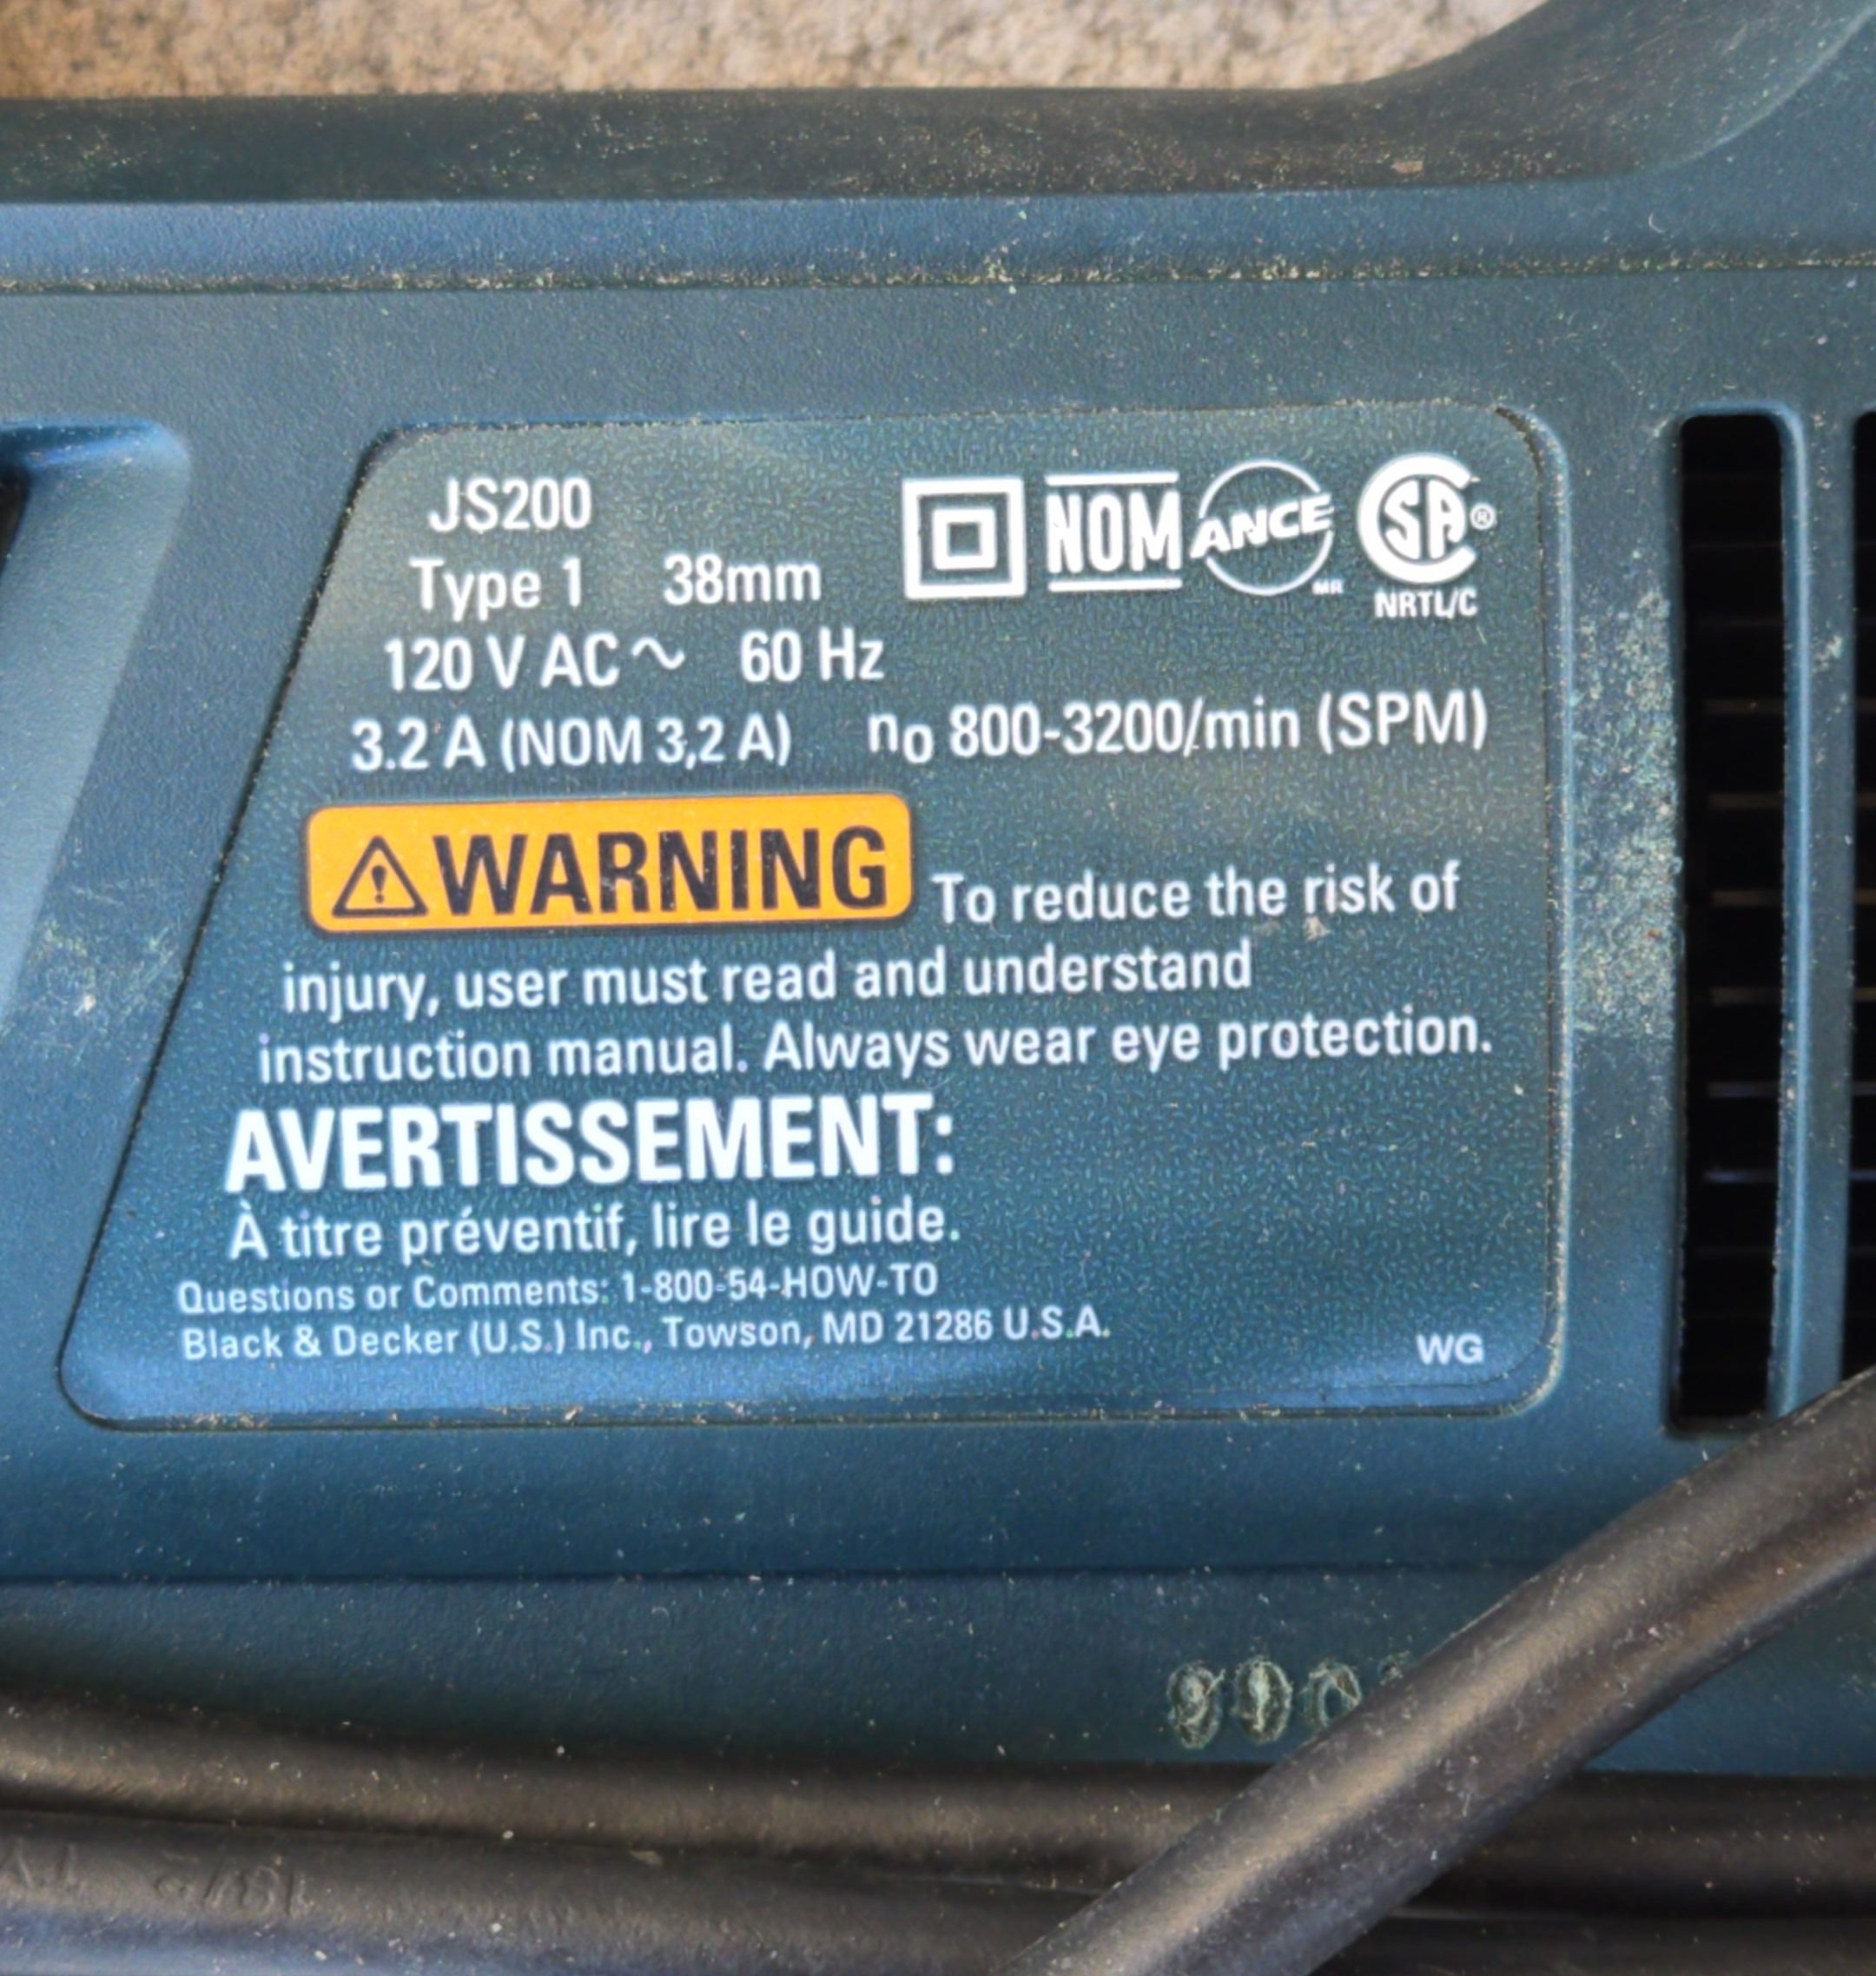 JS200
Type 1 38mm
NOM ANCE MR SA ® NRTL/C
120 V AC ~ 60 Hz
3.2 A (NOM 3,2 A) no 800-3200/min (SPM)
⚠ WARNING To reduce the risk of
injury, user must read and understand
instruction manual. Always wear eye protection.
AVERTISSEMENT:
À titre préventif, lire le guide.
Questions or Comments: 1-800-54-HOW-TO
Black & Decker (U.S.) Inc., Towson, MD 21286 U.S.A.
WG